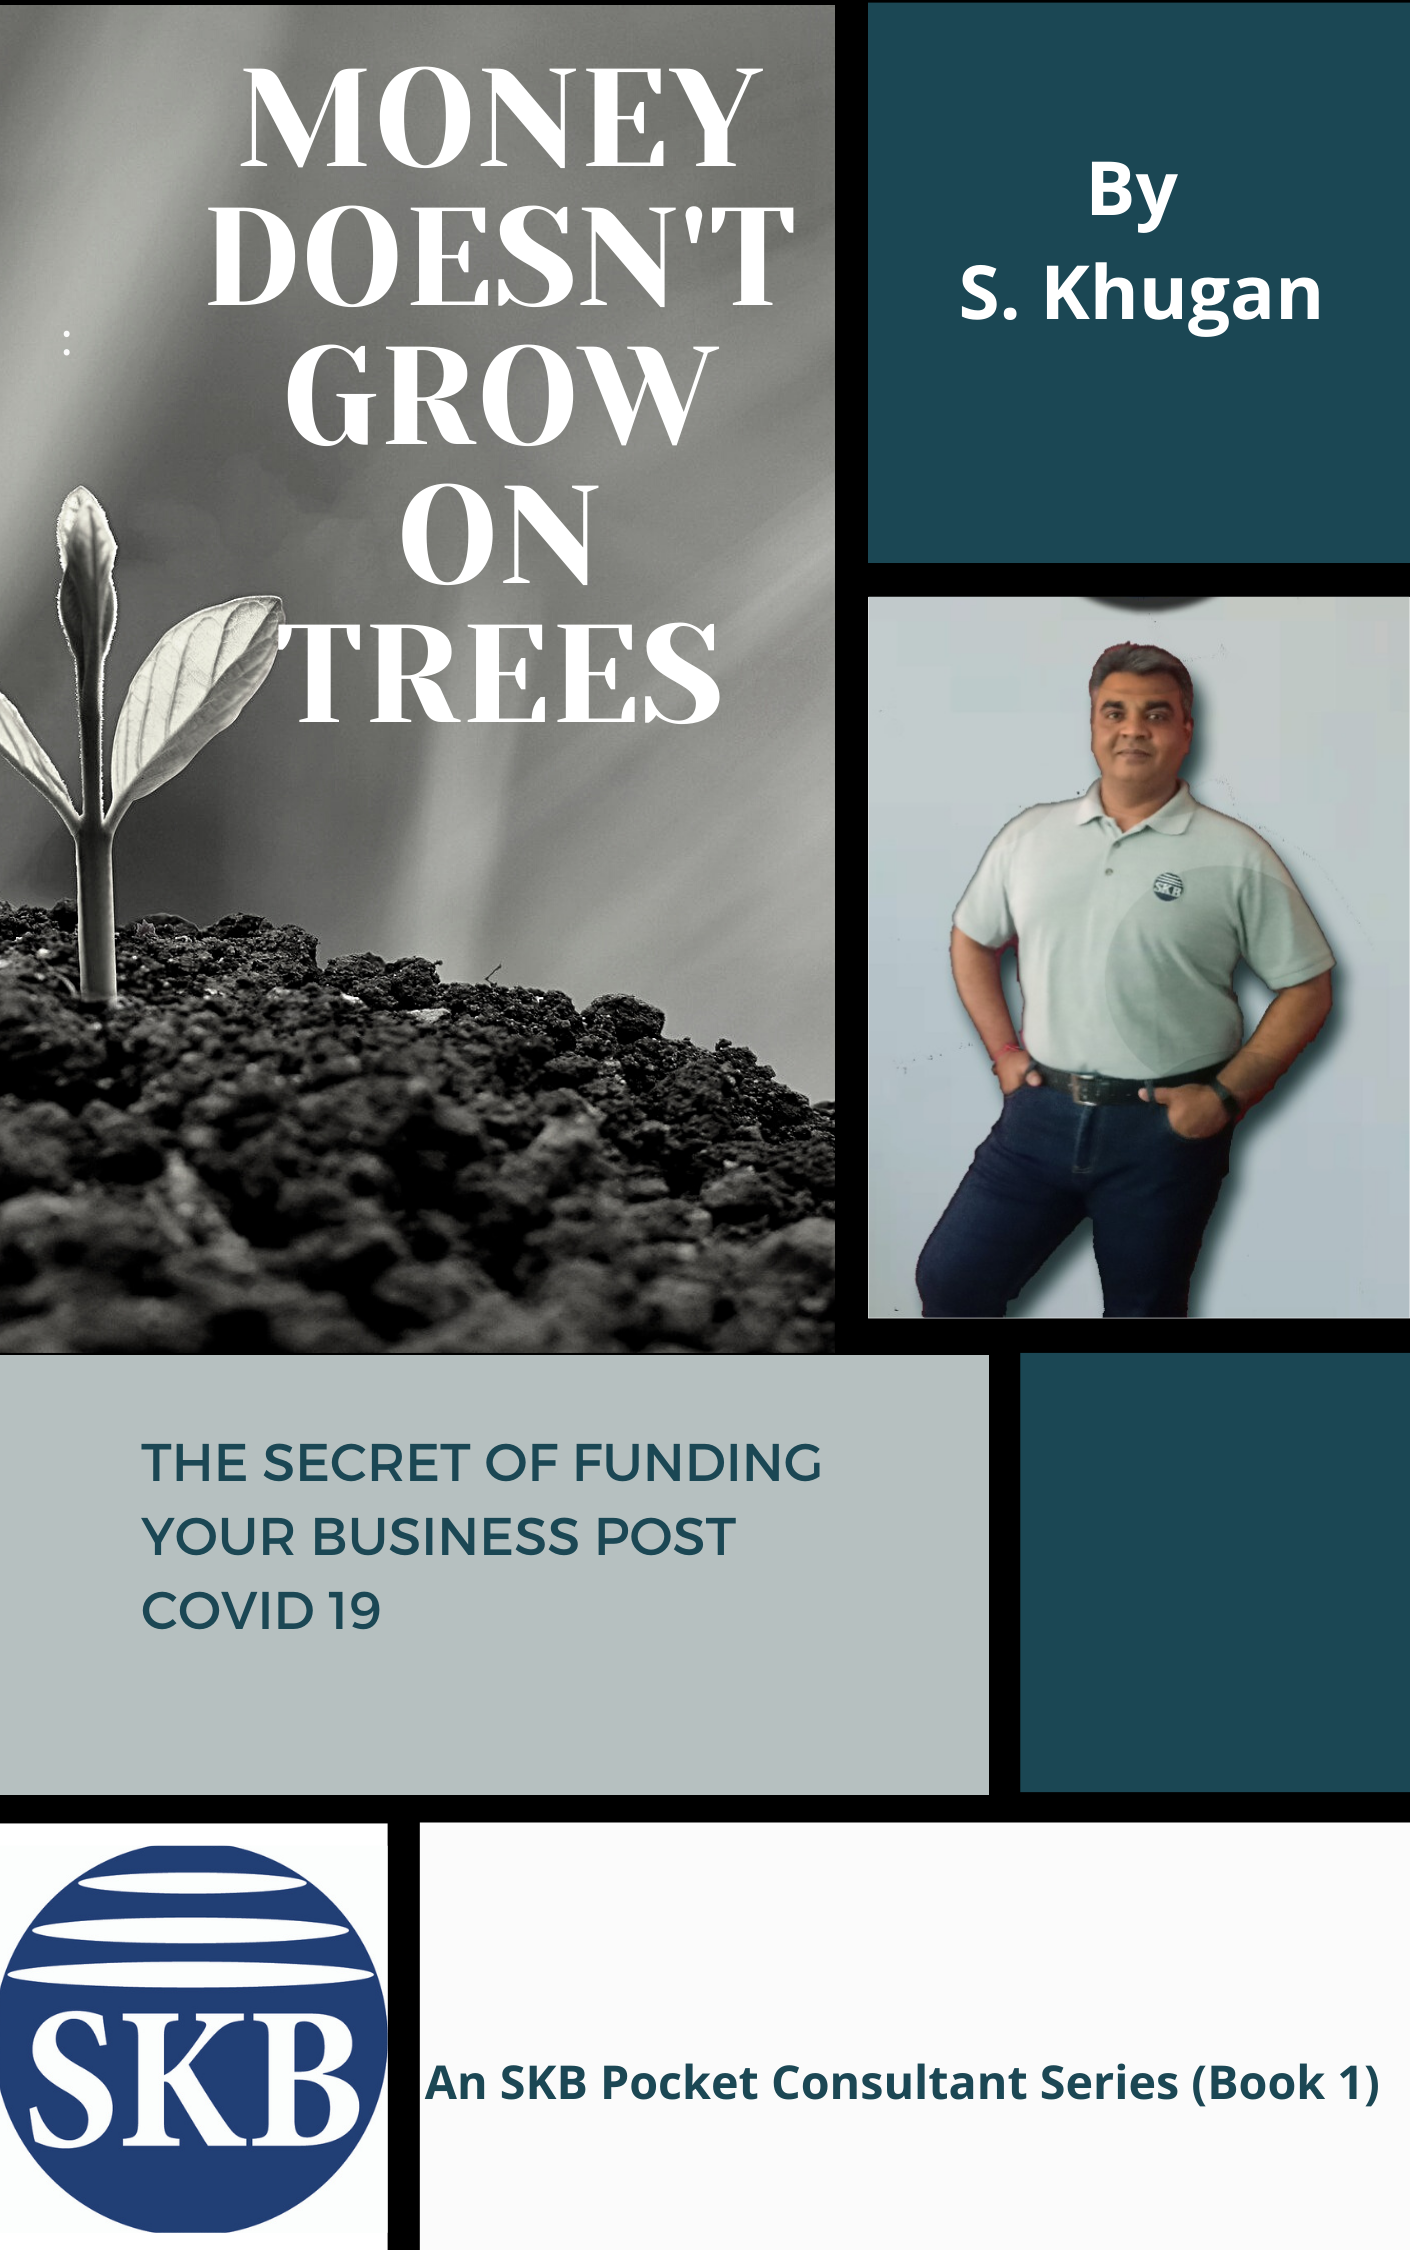 MONEY
DOESN'T
GROW
ON
TREES
:
By
S. Khugan
SKB
THE SECRET OF FUNDING
YOUR BUSINESS POST
COVID 19
SKB
An SKB Pocket Consultant Series (Book 1)